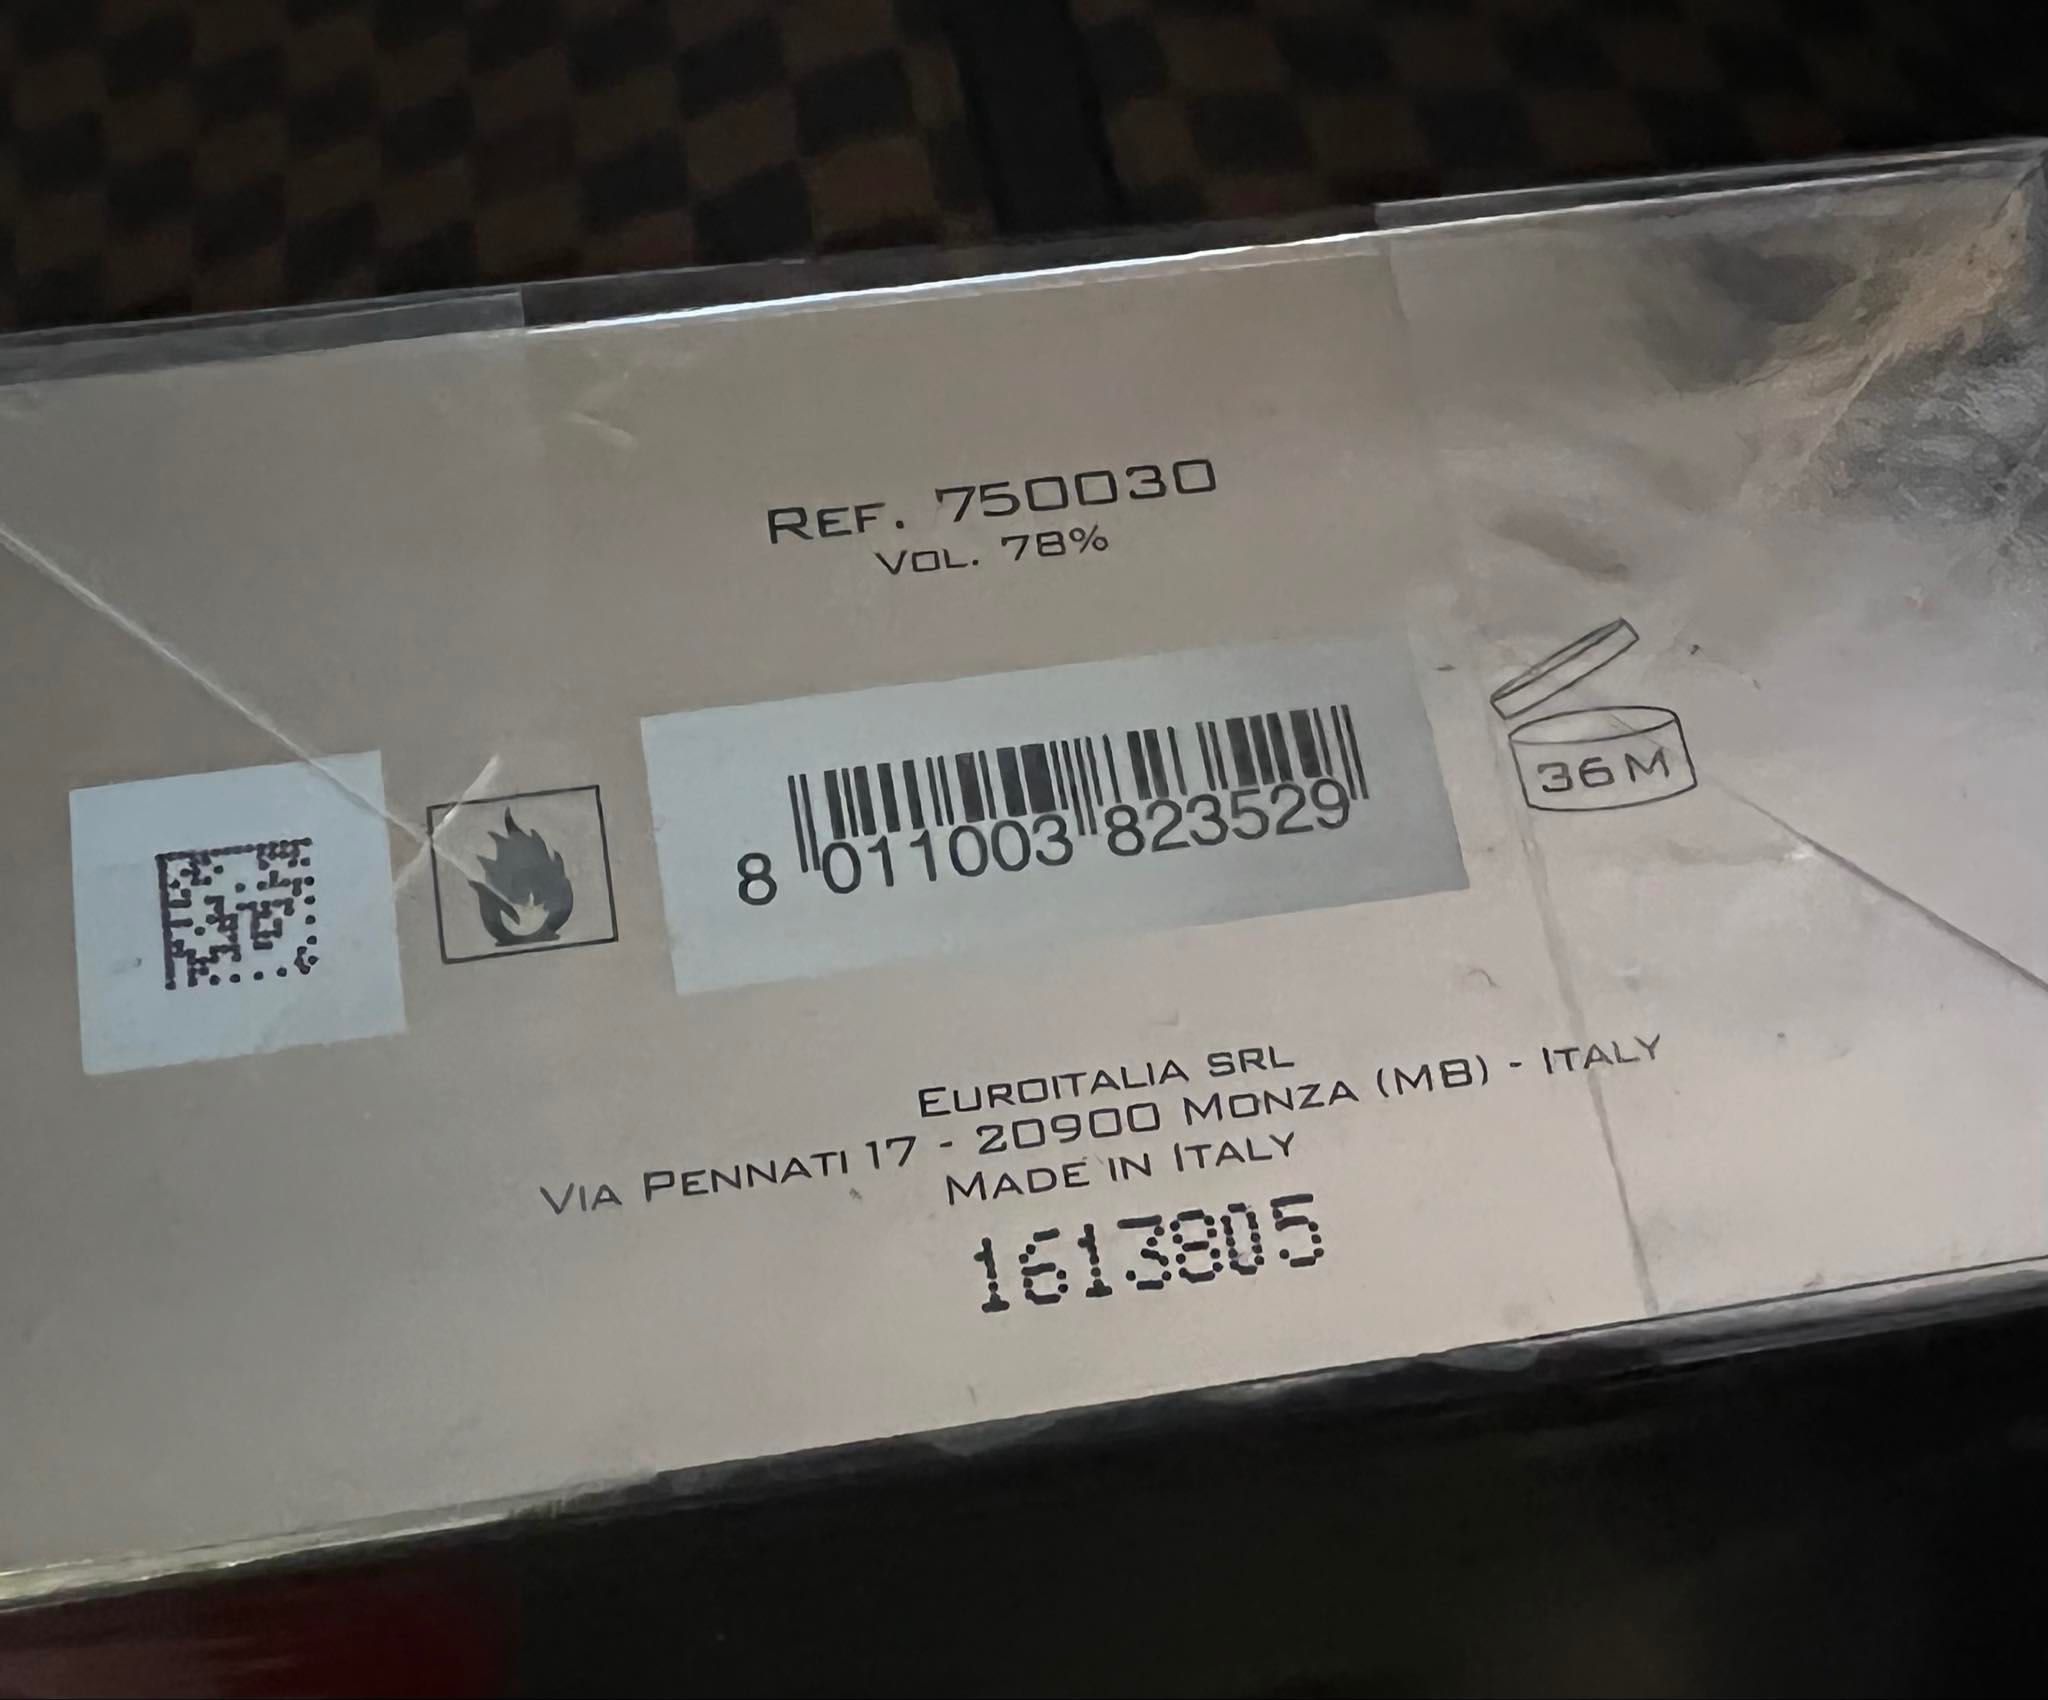 REF. 750030
VOL. 78%
8 011003 823529
36M
EUROITALIA SRL
VIA PENNATI 17 - 20900 MONZA (MB) - ITALY
MADE IN ITALY
1613805